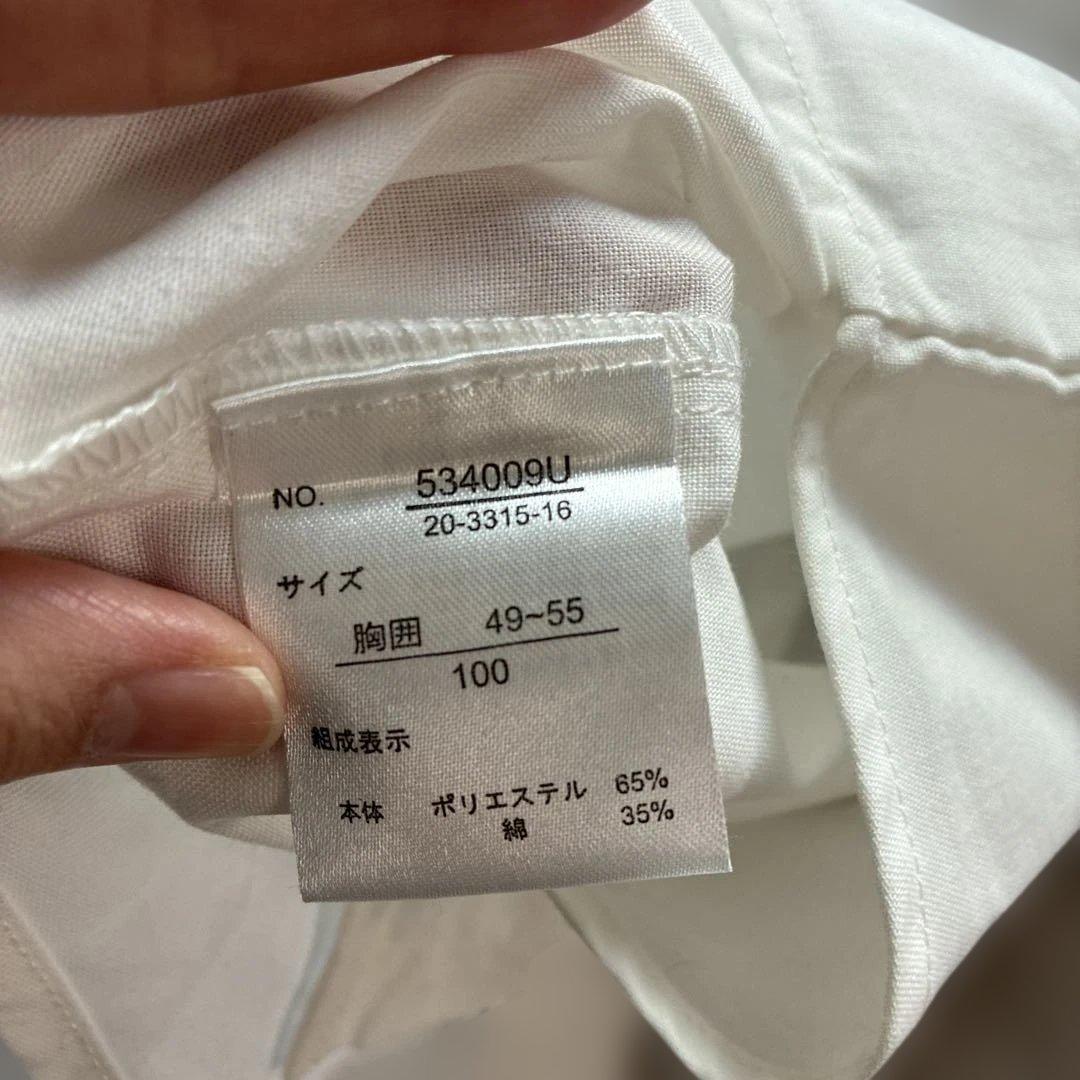 NO. 534009U
20-3315-16
サイズ
胸囲 49~55
100
組成表示
本体 ポリエステル 65%
綿 35%